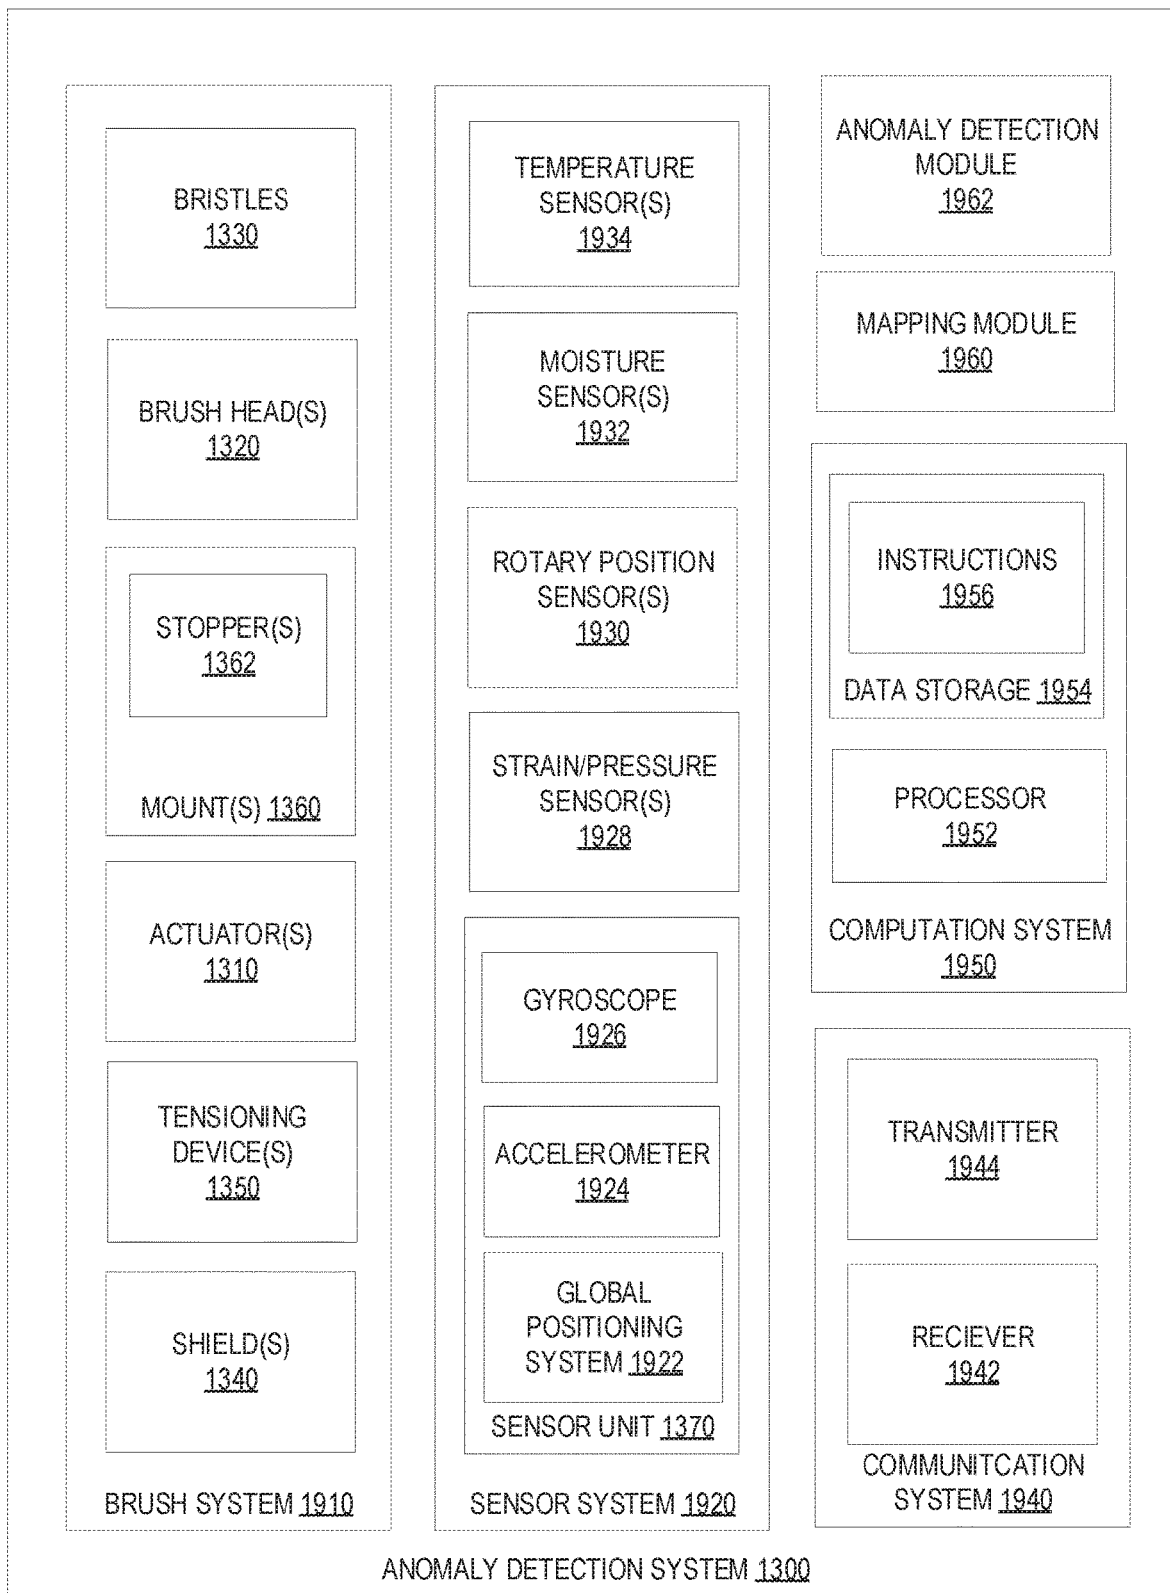 BRISTLES
1330
BRUSH HEAD(S)
1320
STOPPER(S)
1362
MOUNT(S) 1360
ACTUATOR(S)
1310
TENSIONING
DEVICE(S)
1350
SHIELD(S)
1340
BRUSH SYSTEM 1910
TEMPERATURE
SENSOR(S)
1934
MOISTURE
SENSOR(S)
1932
ROTARY POSITION
SENSOR(S)
1930
STRAIN/PRESSURE
SENSOR(S)
1928
GYROSCOPE
1926
ACCELEROMETER
1924
GLOBAL
POSITIONING
SYSTEM 1922
SENSOR UNIT 1370
SENSOR SYSTEM 1920
ANOMALY DETECTION
MODULE
1962
MAPPING MODULE
1960
INSTRUCTIONS
1956
DATA STORAGE 1954
PROCESSOR
1952
COMPUTATION SYSTEM
1950
TRANSMITTER
1944
RECIEVER
1942
COMMUNITCATION
SYSTEM 1940
ANOMALY DETECTION SYSTEM 1300